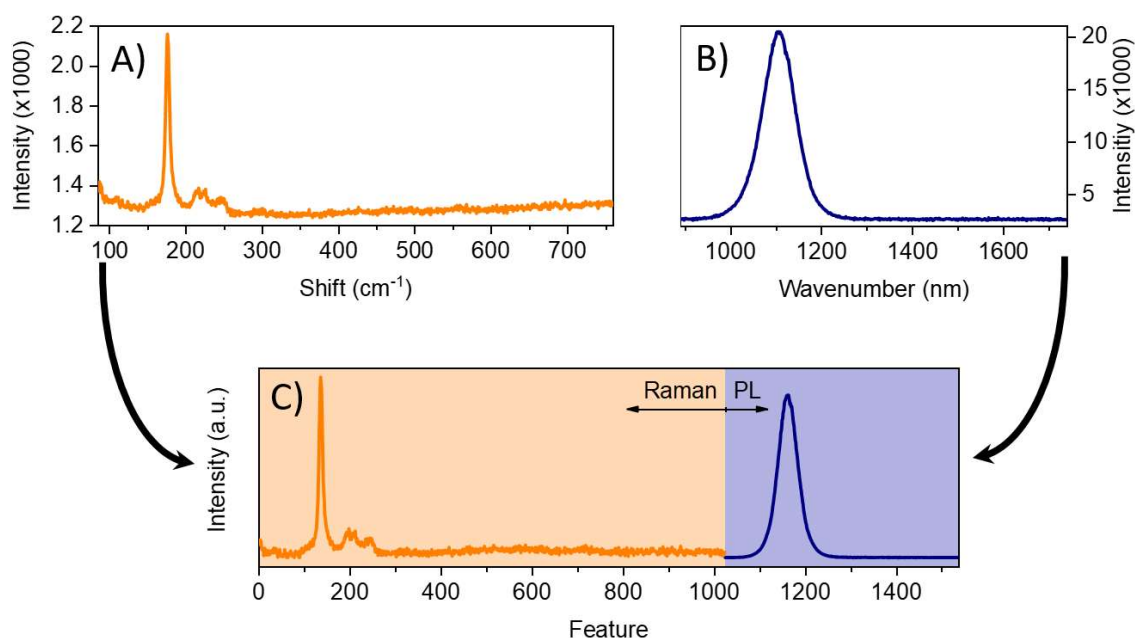 A)
Intensity (x1000)
2.2
2.0
1.8
1.6
1.4
1.2
100 200 300 400 500 600 700
Shift (cm-1)
B)
20
15
10
5
Intensitiy (x1000)
1000 1200 1400 1600
Wavenumber (nm)
C)
Raman PL
Intensity (a.u.)
0 200 400 600 800 1000 1200 1400
Feature